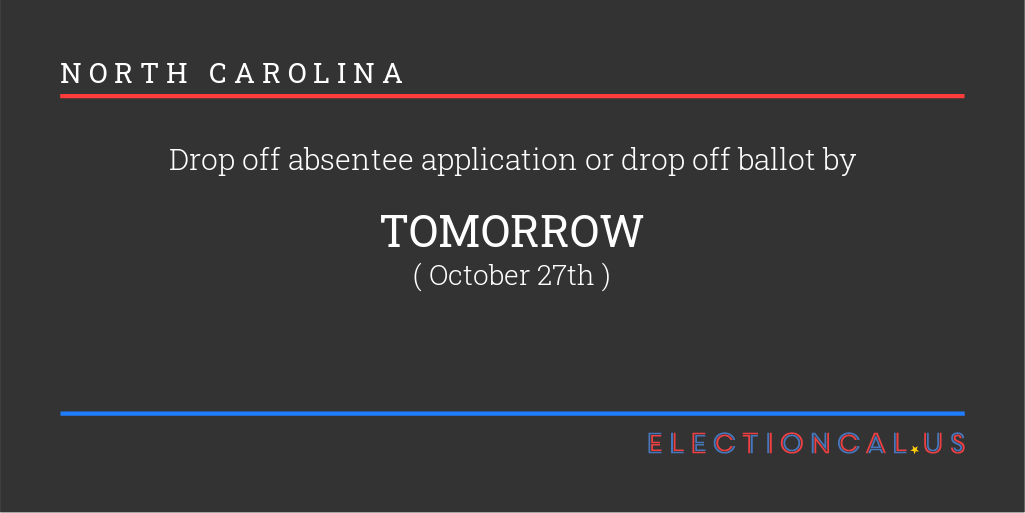 NORTH CAROLINA
Drop off absentee application or drop off ballot by
TOMORROW
( October 27th )
ELECTIONCAL.US